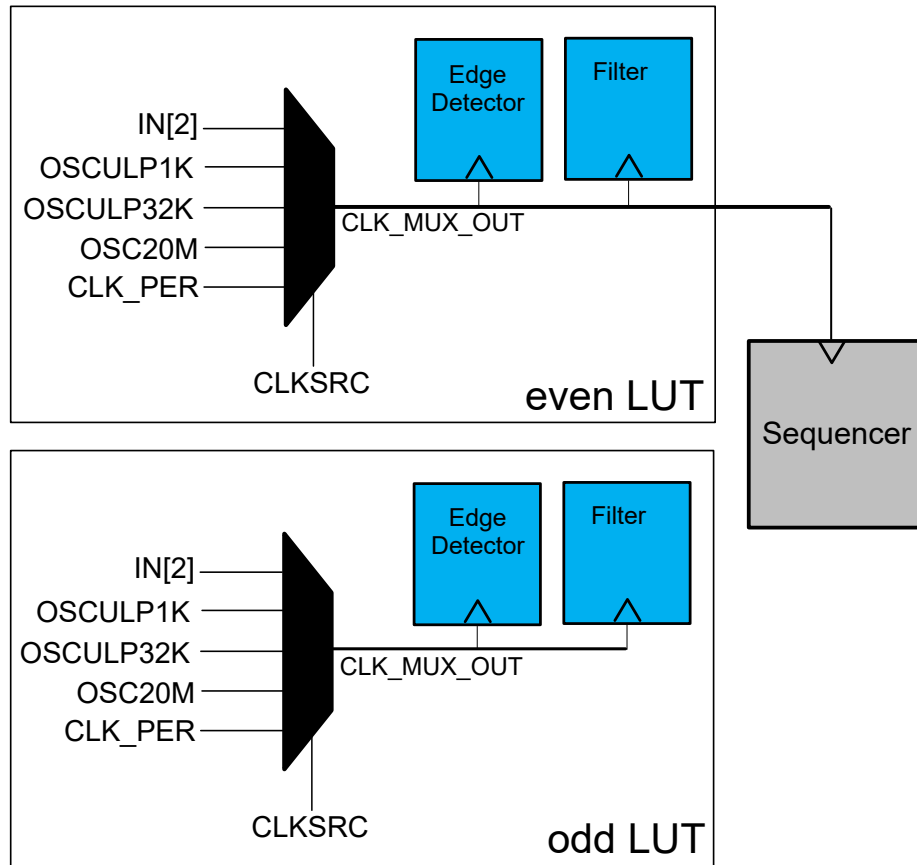 Edge
Detector
Filter
IN[2]
OSCULP1K
OSCULP32K
OSC20M
CLK_PER
CLK_MUX_OUT
CLKSRC
even LUT
Sequencer
Edge
Detector
Filter
IN[2]
OSCULP1K
OSCULP32K
OSC20M
CLK_PER
CLK_MUX_OUT
CLKSRC
odd LUT